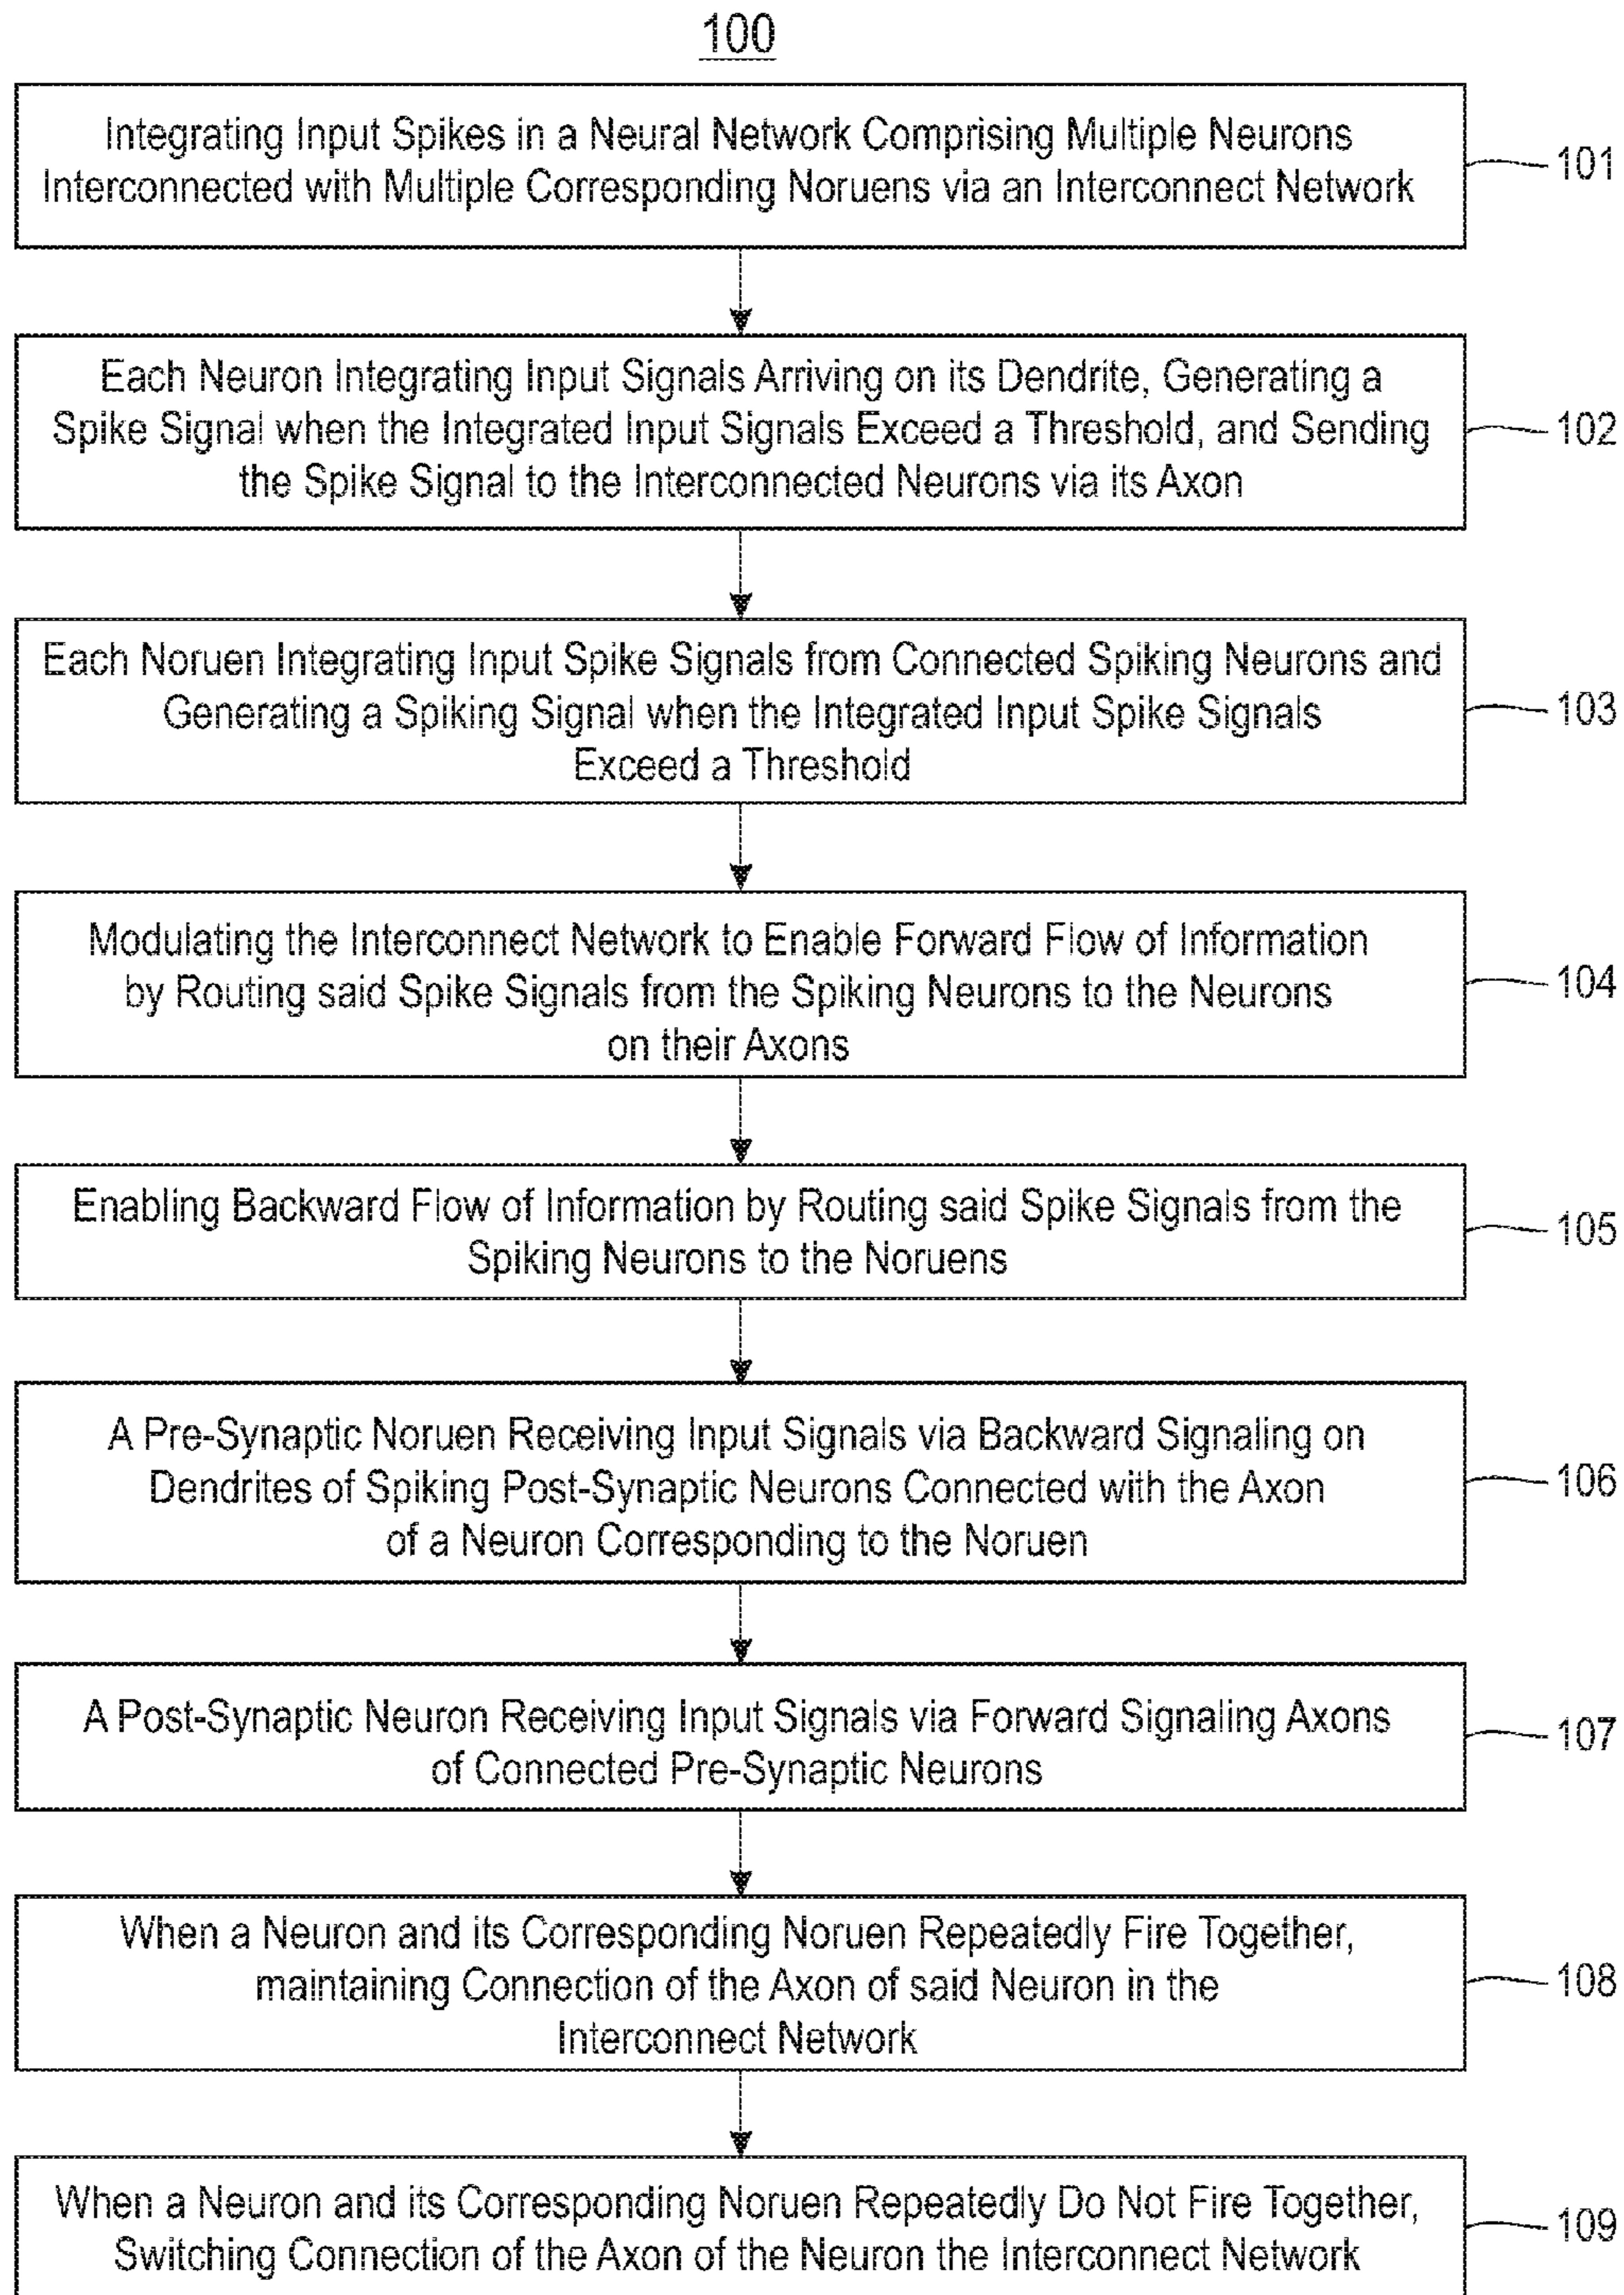 100
Integrating Input Spikes in a Neural Network Comprising Multiple Neurons
Interconnected with Multiple Corresponding Noruens via an Interconnect Network
101
Each Neuron Integrating Input Signals Arriving on its Dendrite, Generating a
Spike Signal when the Integrated Input Signals Exceed a Threshold, and Sending
the Spike Signal to the Interconnected Neurons via its Axon
102
Each Noruen Integrating Input Spike Signals from Connected Spiking Neurons and
Generating a Spiking Signal when the Integrated Input Spike Signals
Exceed a Threshold
103
Modulating the Interconnect Network to Enable Forward Flow of Information
by Routing said Spike Signals from the Spiking Neurons to the Neurons
on their Axons
104
Enabling Backward Flow of Information by Routing said Spike Signals from the
Spiking Neurons to the Noruens
105
A Pre-Synaptic Noruen Receiving Input Signals via Backward Signaling on
Dendrites of Spiking Post-Synaptic Neurons Connected with the Axon
of a Neuron Corresponding to the Noruen
106
A Post-Synaptic Neuron Receiving Input Signals via Forward Signaling Axons
of Connected Pre-Synaptic Neurons
107
When a Neuron and its Corresponding Noruen Repeatedly Fire Together,
maintaining Connection of the Axon of said Neuron in the
Interconnect Network
108
When a Neuron and its Corresponding Noruen Repeatedly Do Not Fire Together,
Switching Connection of the Axon of the Neuron the Interconnect Network
109